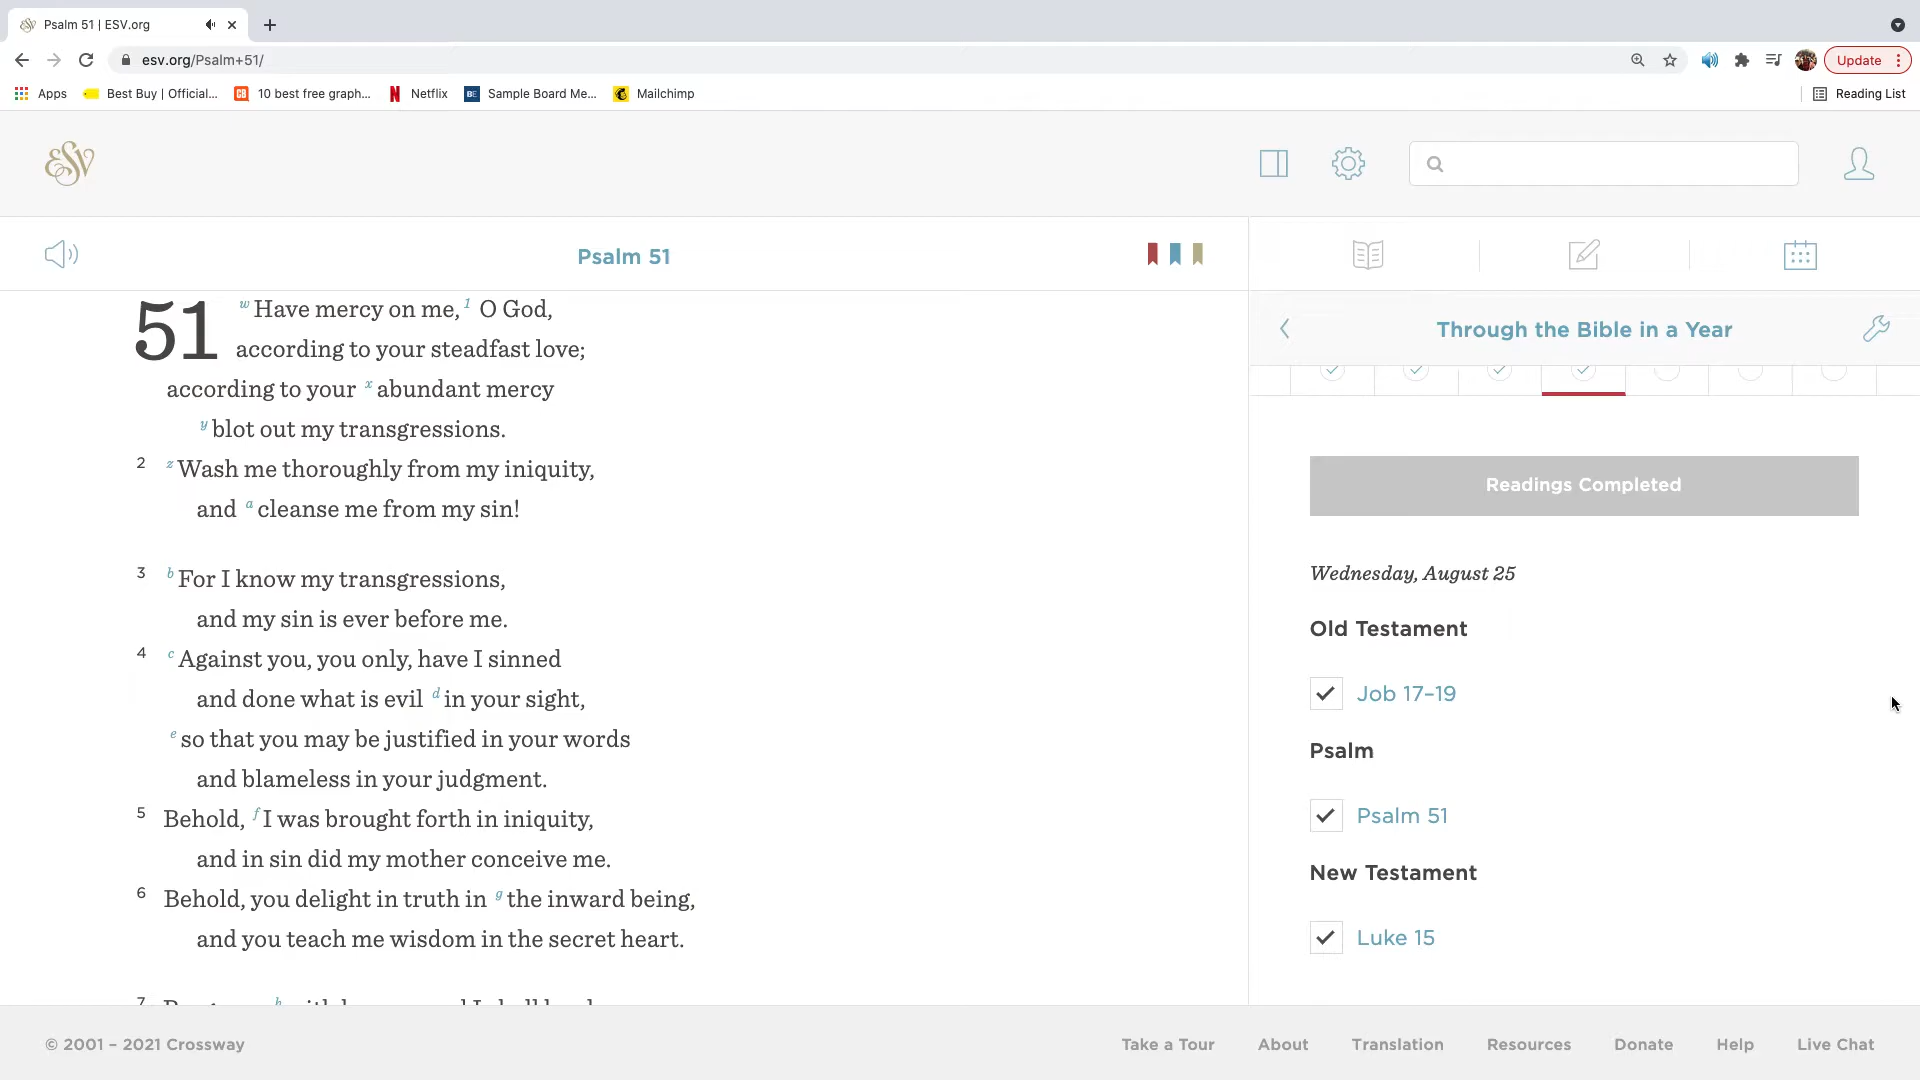 Psalm 51 | ESV.org
esv.org/Psalm+51/
Update
Apps
Best Buy | Official...
10 best free graph...
Netflix
Sample Board Me...
Mailchimp
Reading List
ESV
Psalm 51
51 w Have mercy on me, 1 O God,
according to your steadfast love;
according to your x abundant mercy
y blot out my transgressions.
2 z Wash me thoroughly from my iniquity,
and a cleanse me from my sin!
3 b For I know my transgressions,
and my sin is ever before me.
4 c Against you, you only, have I sinned
and done what is evil d in your sight,
e so that you may be justified in your words
and blameless in your judgment.
5 Behold, f I was brought forth in iniquity,
and in sin did my mother conceive me.
6 Behold, you delight in truth in g the inward being,
and you teach me wisdom in the secret heart.
7
Through the Bible in a Year
Readings Completed
Wednesday, August 25
Old Testament
Job 17–19
Psalm
Psalm 51
New Testament
Luke 15
© 2001 – 2021 Crossway
Take a Tour
About
Translation
Resources
Donate
Help
Live Chat